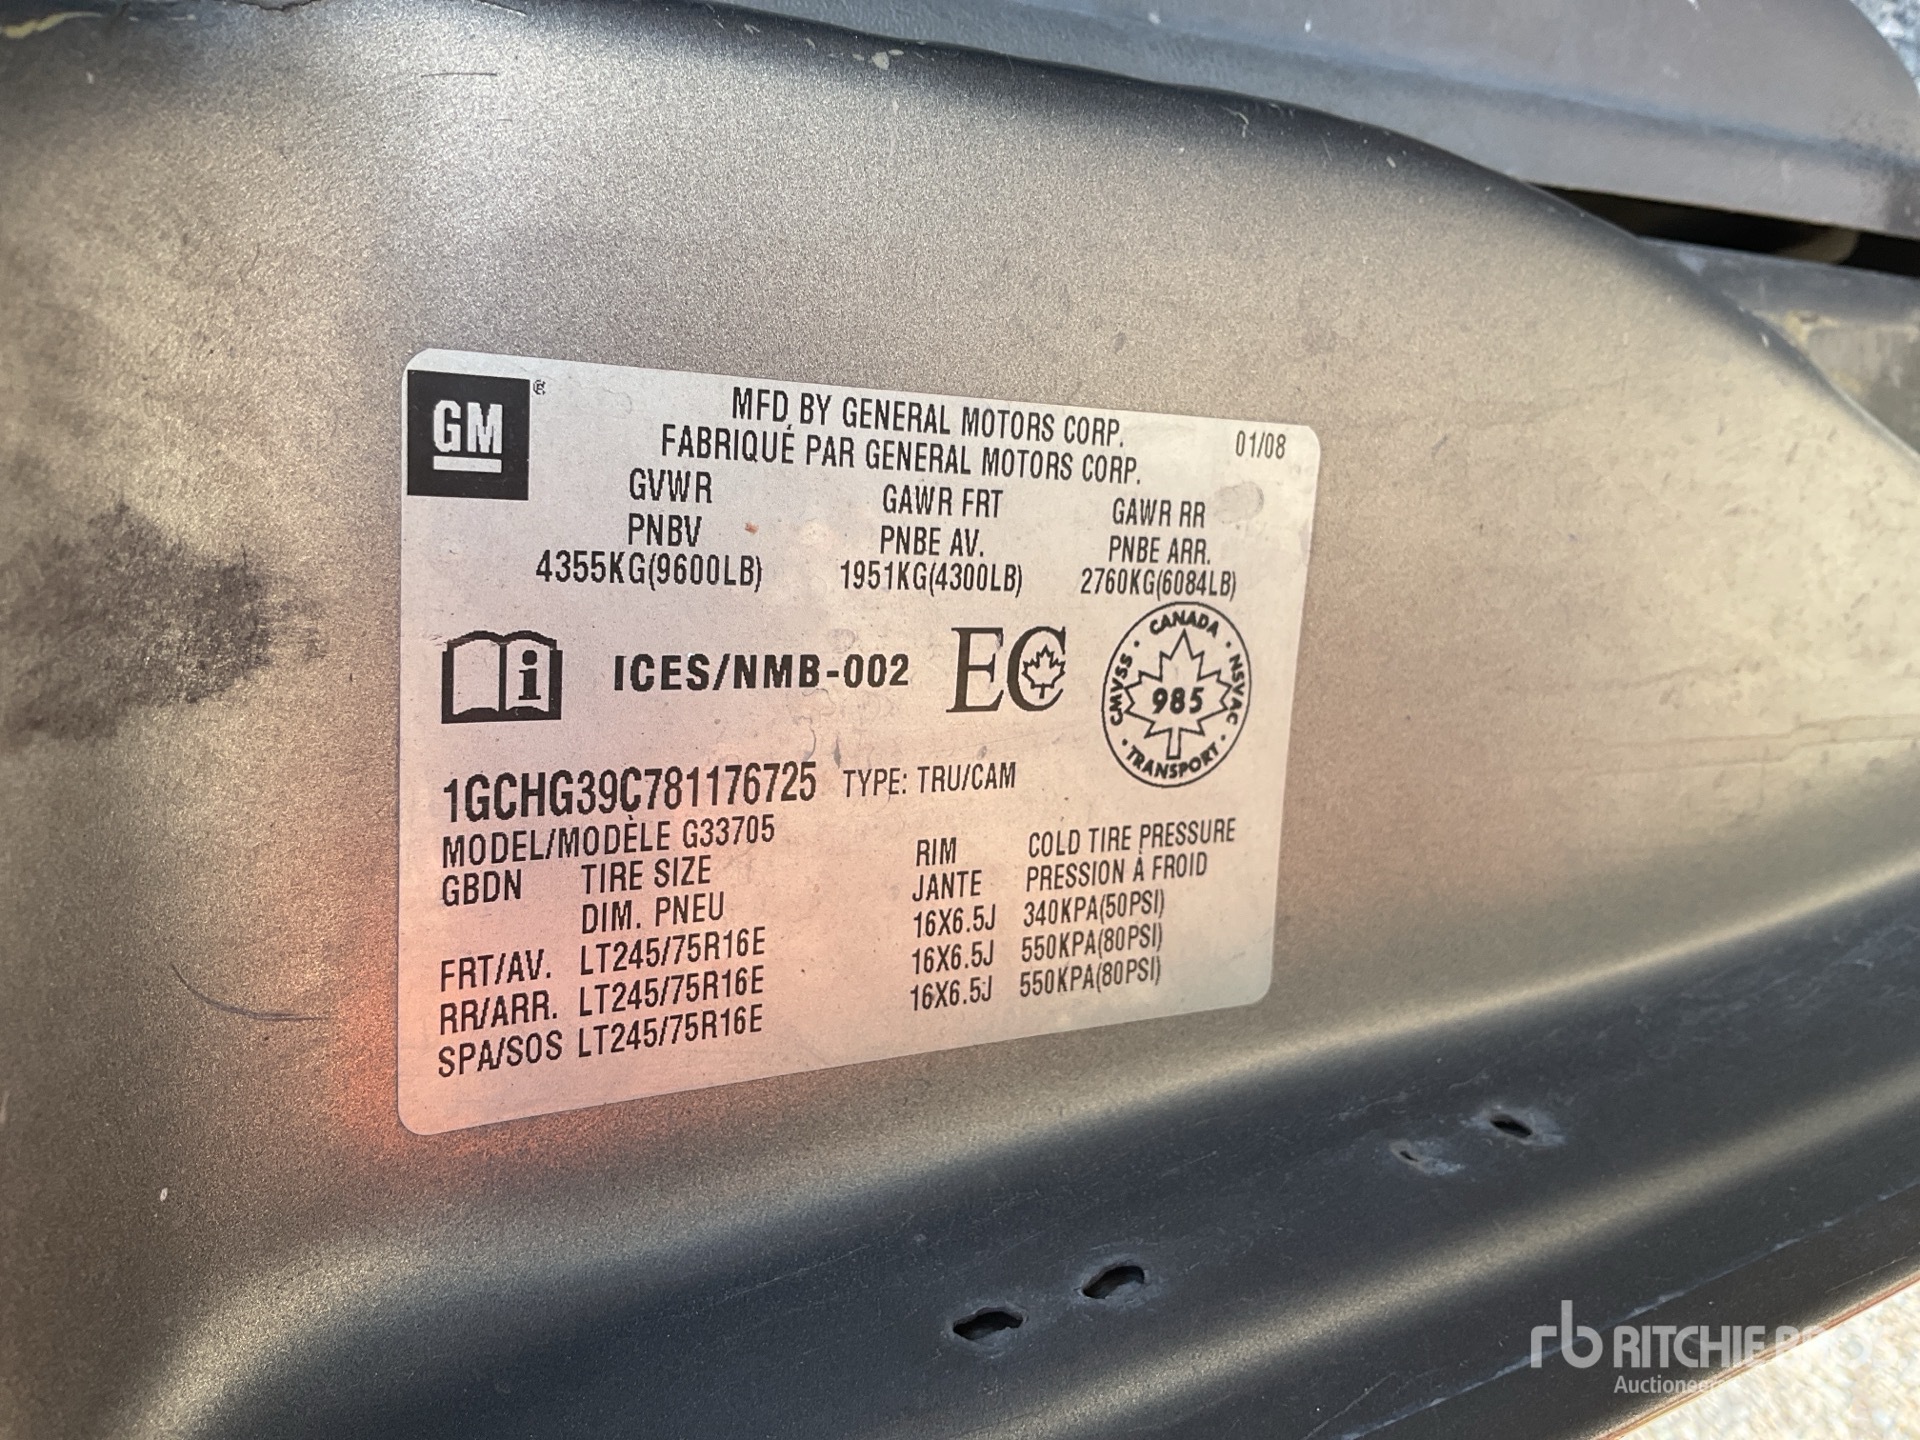 GM
MFD BY GENERAL MOTORS CORP.
FABRIQUÉ PAR GENERAL MOTORS CORP.
01/08
GVWR GAWR FRT GAWR RR
PNBV PNBE AV. PNBE ARR.
4355KG(9600LB) 1951KG(4300LB) 2760KG(6084LB)
i ICES/NMB-002 EC
CANADA
CMVSS 985 NSVAC
TRANSPORT
1GCHG39C781176725 TYPE: TRU/CAM
MODEL/MODÈLE G33705
GBDN TIRE SIZE RIM COLD TIRE PRESSURE
DIM. PNEU JANTE PRESSION À FROID
FRT/AV. LT245/75R16E 16X6.5J 340KPA(50PSI)
RR/ARR. LT245/75R16E 16X6.5J 550KPA(80PSI)
SPA/SOS LT245/75R16E 16X6.5J 550KPA(80PSI)
rb RITCHIE